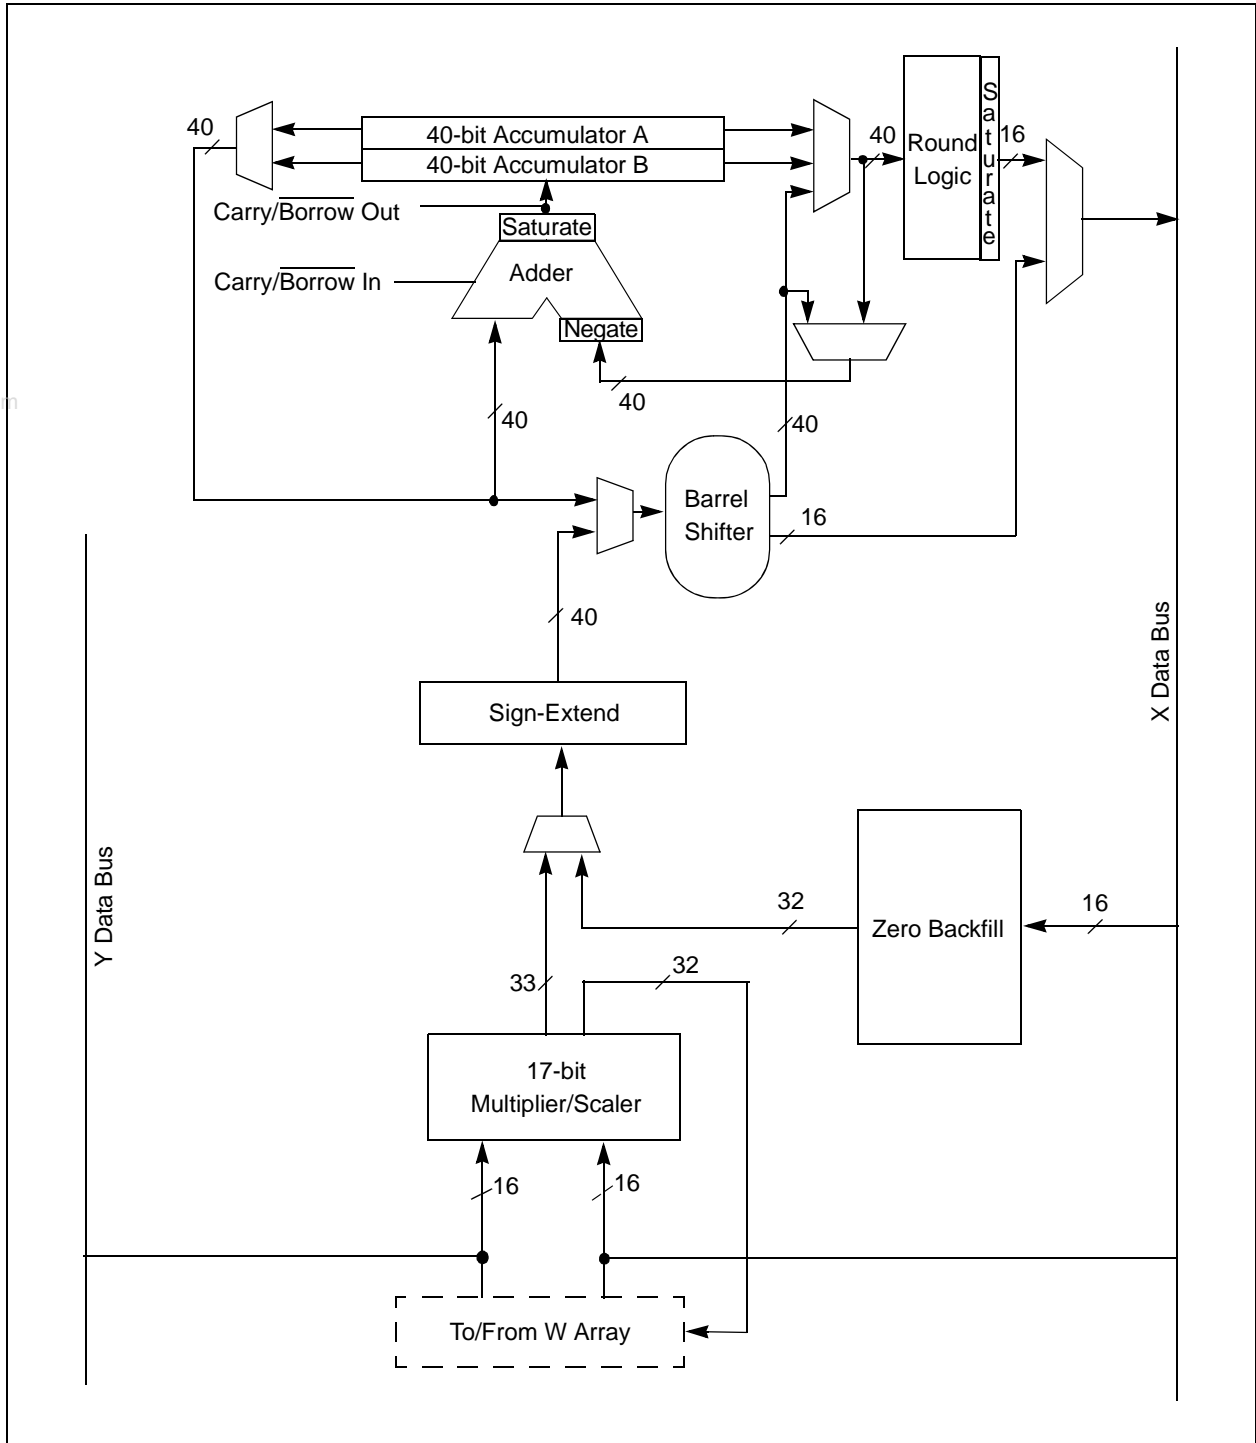 40
40-bit Accumulator A
40-bit Accumulator B
40
Round
Logic
Saturate
16
Carry/Borrow Out
Saturate
Carry/Borrow In
Adder
Negate
40
40
40
m
Barrel
Shifter
16
40
Sign-Extend
X Data Bus
Y Data Bus
32
Zero Backfill
16
33
32
17-bit
Multiplier/Scaler
16
16
To/From W Array